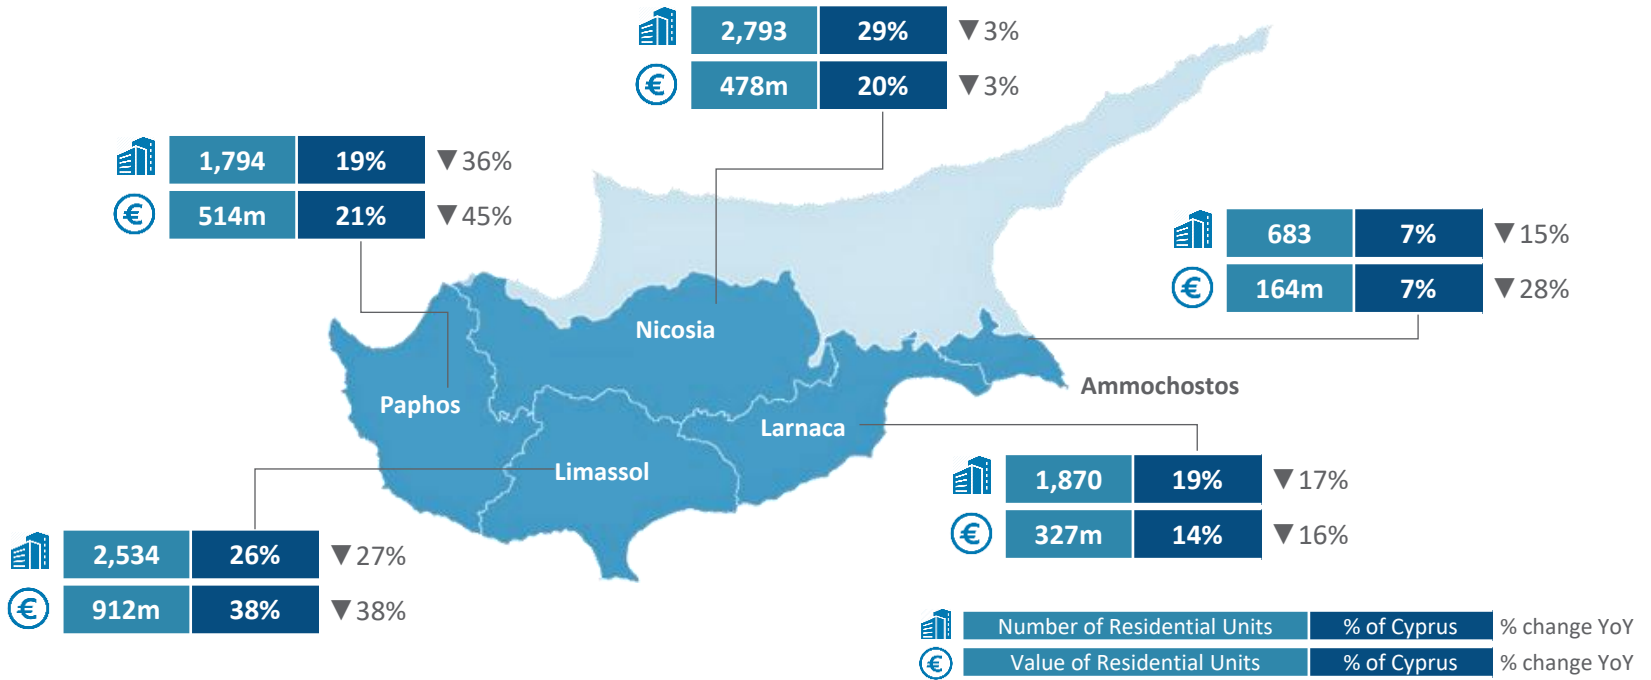 2,793 29% ▼3%
€ 478m 20% ▼3%
1,794 19% ▼36%
€ 514m 21% ▼45%
683 7% ▼15%
€ 164m 7% ▼28%
Nicosia
Ammochostos
Paphos
Larnaca
Limassol
1,870 19% ▼17%
€ 327m 14% ▼16%
2,534 26% ▼27%
€ 912m 38% ▼38%
Number of Residential Units % of Cyprus % change YoY
€ Value of Residential Units % of Cyprus % change YoY